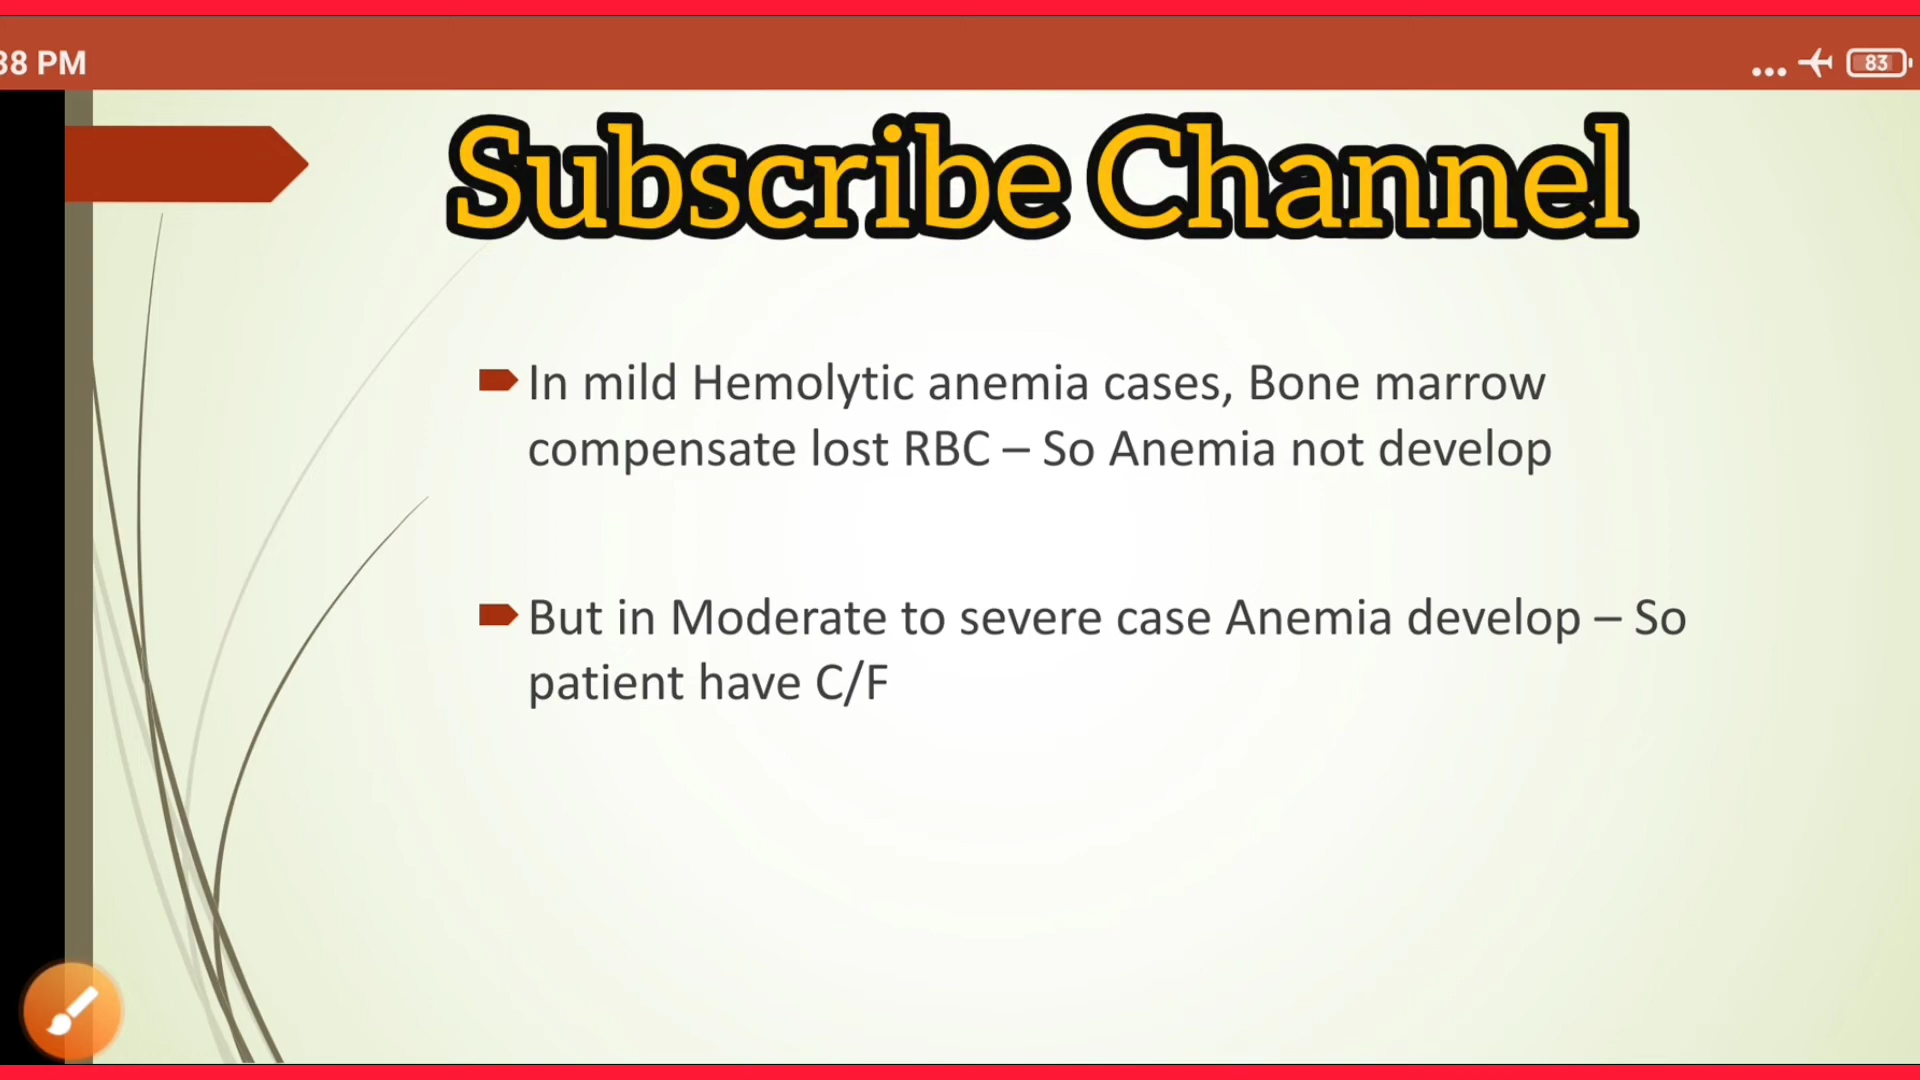 38 PM
83
Subscribe Channel
In mild Hemolytic anemia cases, Bone marrow
compensate lost RBC – So Anemia not develop
But in Moderate to severe case Anemia develop – So
patient have C/F